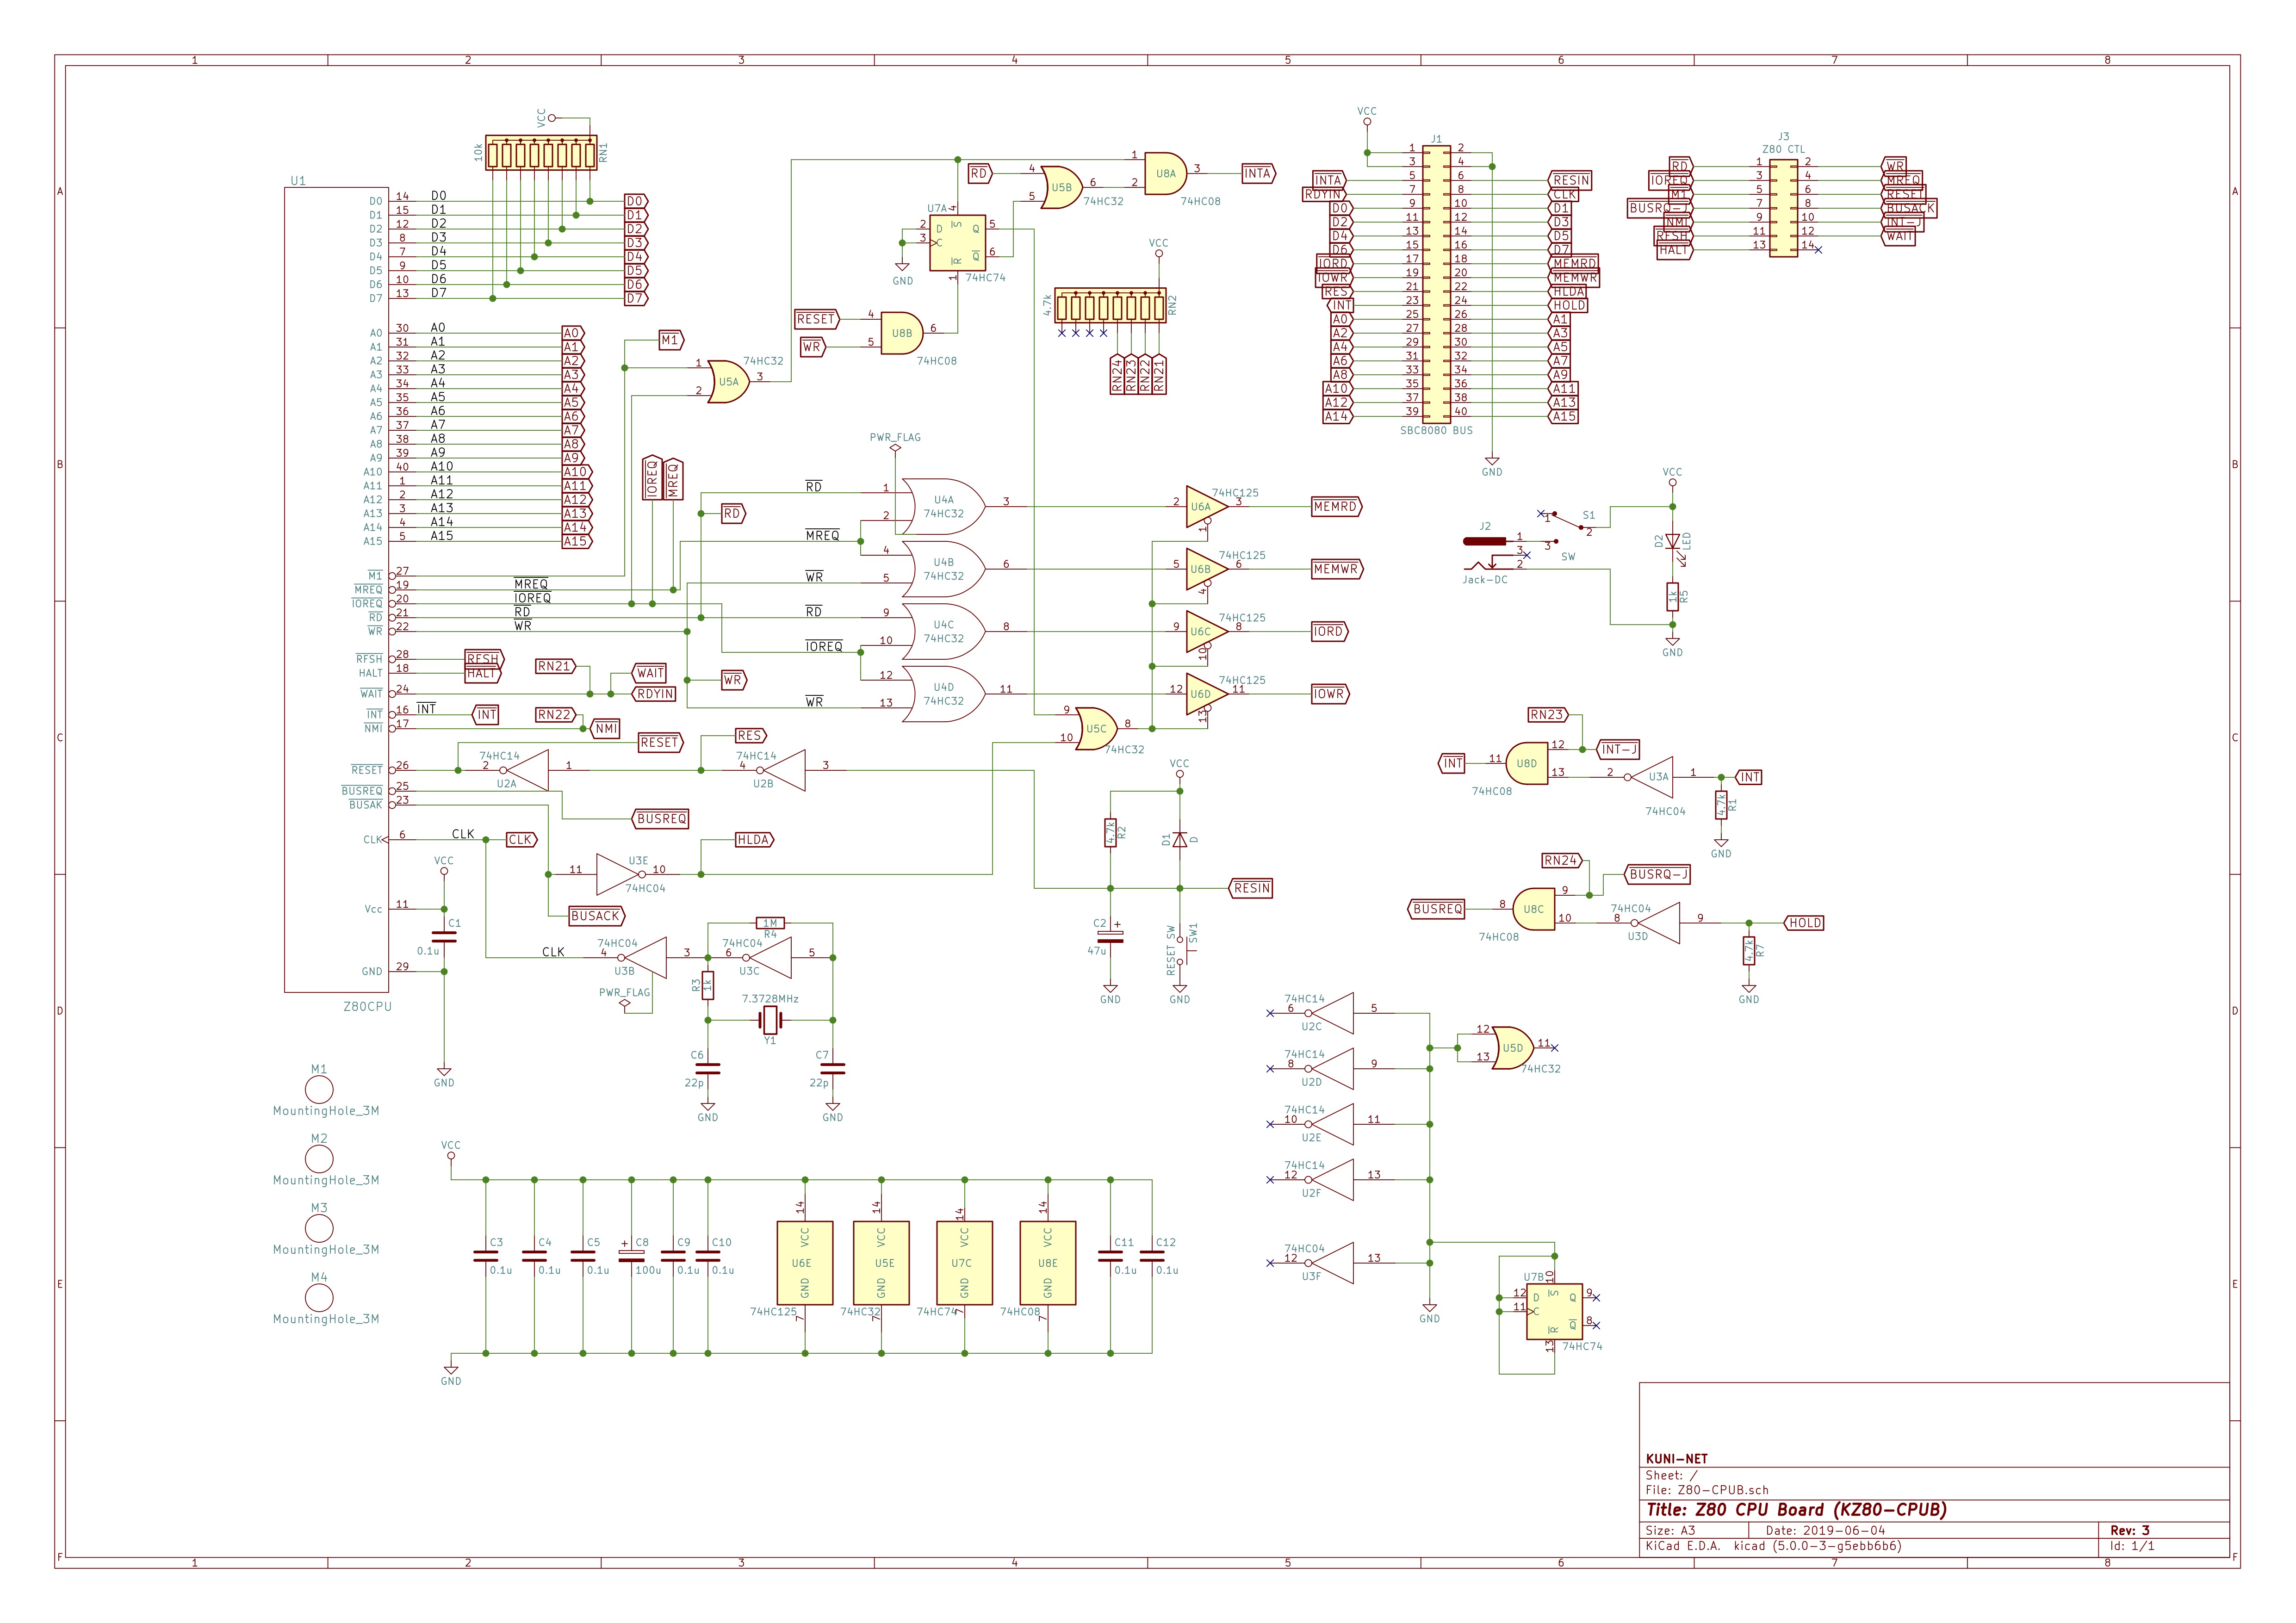 1 2 3 4 5 6 7 8
A
B
C
D
E
F
U1
Z80CPU
D0 14 D0 D0
D1 15 D1 D1
D2 12 D2 D2
D3 8 D3 D3
D4 7 D4 D4
D5 9 D5 D5
D6 10 D6 D6
D7 13 D7 D7
A0 30 A0 A0
A1 31 A1 A1
A2 32 A2 A2
A3 33 A3 A3
A4 34 A4 A4
A5 35 A5 A5
A6 36 A6 A6
A7 37 A7 A7
A8 38 A8 A8
A9 39 A9 A9
A10 40 A10 A10
A11 1 A11 A11
A12 2 A12 A12
A13 3 A13 A13
A14 4 A14 A14
A15 5 A15 A15
M1 27
MREQ 19 MREQ
IOREQ 20 IOREQ
RD 21 RD
WR 22 WR
RFSH 28 RFSH
HALT 18 HALT
WAIT 24
INT 16 INT INT
NMI 17 NMI
RESET 26
BUSREQ 25
BUSAK 23
CLK 6 CLK CLK
Vcc 11
GND 29
VCC
10k
RN1
M1
IOREQ
MREQ
1
2
3
U5A
74HC32
RN21
WAIT
RDYIN
RN22
RESET
RES
74HC14
2
1
U2A
74HC14
4
3
U2B
BUSREQ
HLDA
11
10
U3E
74HC04
BUSACK
VCC
C1
0.1u
GND
CLK
74HC04
4
3
U3B
PWR_FLAG
74HC04
6
5
U3C
1M
R4
R3
1k
7.3728MHz
Y1
C6
22p
C7
22p
GND
GND
RD
WR
RESET
WR
4
5
6
U8B
74HC08
U7A
2
3
4
5
6
1
D
C
S
R
Q
Q
74HC74
GND
RD
4
5
6
U5B
74HC32
1
2
3
U8A
74HC08
INTA
VCC
4.7k
RN2
RN24
RN23
RN22
RN21
PWR_FLAG
RD 1
2
3
U4A
74HC32
MREQ 4
WR 5
6
U4B
74HC32
RD 9
IOREQ 10
8
U4C
74HC32
12
WR 13
11
U4D
74HC32
74HC125
2
3
1
U6A
MEMRD
74HC125
5
6
4
U6B
MEMWR
74HC125
9
8
10
U6C
IORD
74HC125
12
11
13
U6D
IOWR
9
10
8
U5C
74HC32
VCC
4.7k
R2
D1
D
RESIN
C2
47u
RESET SW
SW1
GND
GND
VCC
J1
1 2
3 4
INTA 5 6 RESIN
RDYIN 7 8 CLK
D0 9 10 D1
D2 11 12 D3
D4 13 14 D5
D6 15 16 D7
IORD 17 18 MEMRD
IOWR 19 20 MEMWR
RES 21 22 HLDA
INT 23 24 HOLD
A0 25 26 A1
A2 27 28 A3
A4 29 30 A5
A6 31 32 A7
A8 33 34 A9
A10 35 36 A11
A12 37 38 A13
A14 39 40 A15
SBC8080 BUS
GND
J3
Z80 CTL
RD 1 2 WR
IOREQ 3 4 MREQ
M1 5 6 RESET
BUSRQ-J 7 8 BUSACK
NMI 9 10 INT-J
RFSH 11 12 WAIT
HALT 13 14
VCC
S1
1
2
3
SW
J2
1
3
2
Jack-DC
D2
LED
1k
R5
GND
RN23
INT
11
12
13
U8D
74HC08
INT-J
2
1
U3A
74HC04
INT
4.7k
R1
GND
RN24
BUSREQ
8
9
10
U8C
74HC08
BUSRQ-J
74HC04
8
9
U3D
HOLD
4.7k
R7
GND
74HC14
6
5
U2C
74HC14
8
9
U2D
74HC14
10
11
U2E
74HC14
12
13
U2F
74HC04
12
13
U3F
12
13
11
U5D
74HC32
GND
U7B
10
12
11
9
8
13
D
C
S
R
Q
Q
74HC74
M1
MountingHole_3M
M2
MountingHole_3M
M3
MountingHole_3M
M4
MountingHole_3M
VCC
C3
0.1u
C4
0.1u
C5
0.1u
C8
100u
C9
0.1u
C10
0.1u
14
VCC
U6E
GND
7
74HC125
14
VCC
U5E
GND
7
74HC32
14
VCC
U7C
GND
7
74HC74
14
VCC
U8E
GND
7
74HC08
C11
0.1u
C12
0.1u
GND
KUNI-NET
Sheet: /
File: Z80-CPUB.sch
Title: Z80 CPU Board (KZ80-CPUB)
Size: A3 Date: 2019-06-04 Rev: 3
KiCad E.D.A. kicad (5.0.0-3-g5ebb6b6) Id: 1/1
A
B
C
D
E
F
1 2 3 4 5 6 7 8